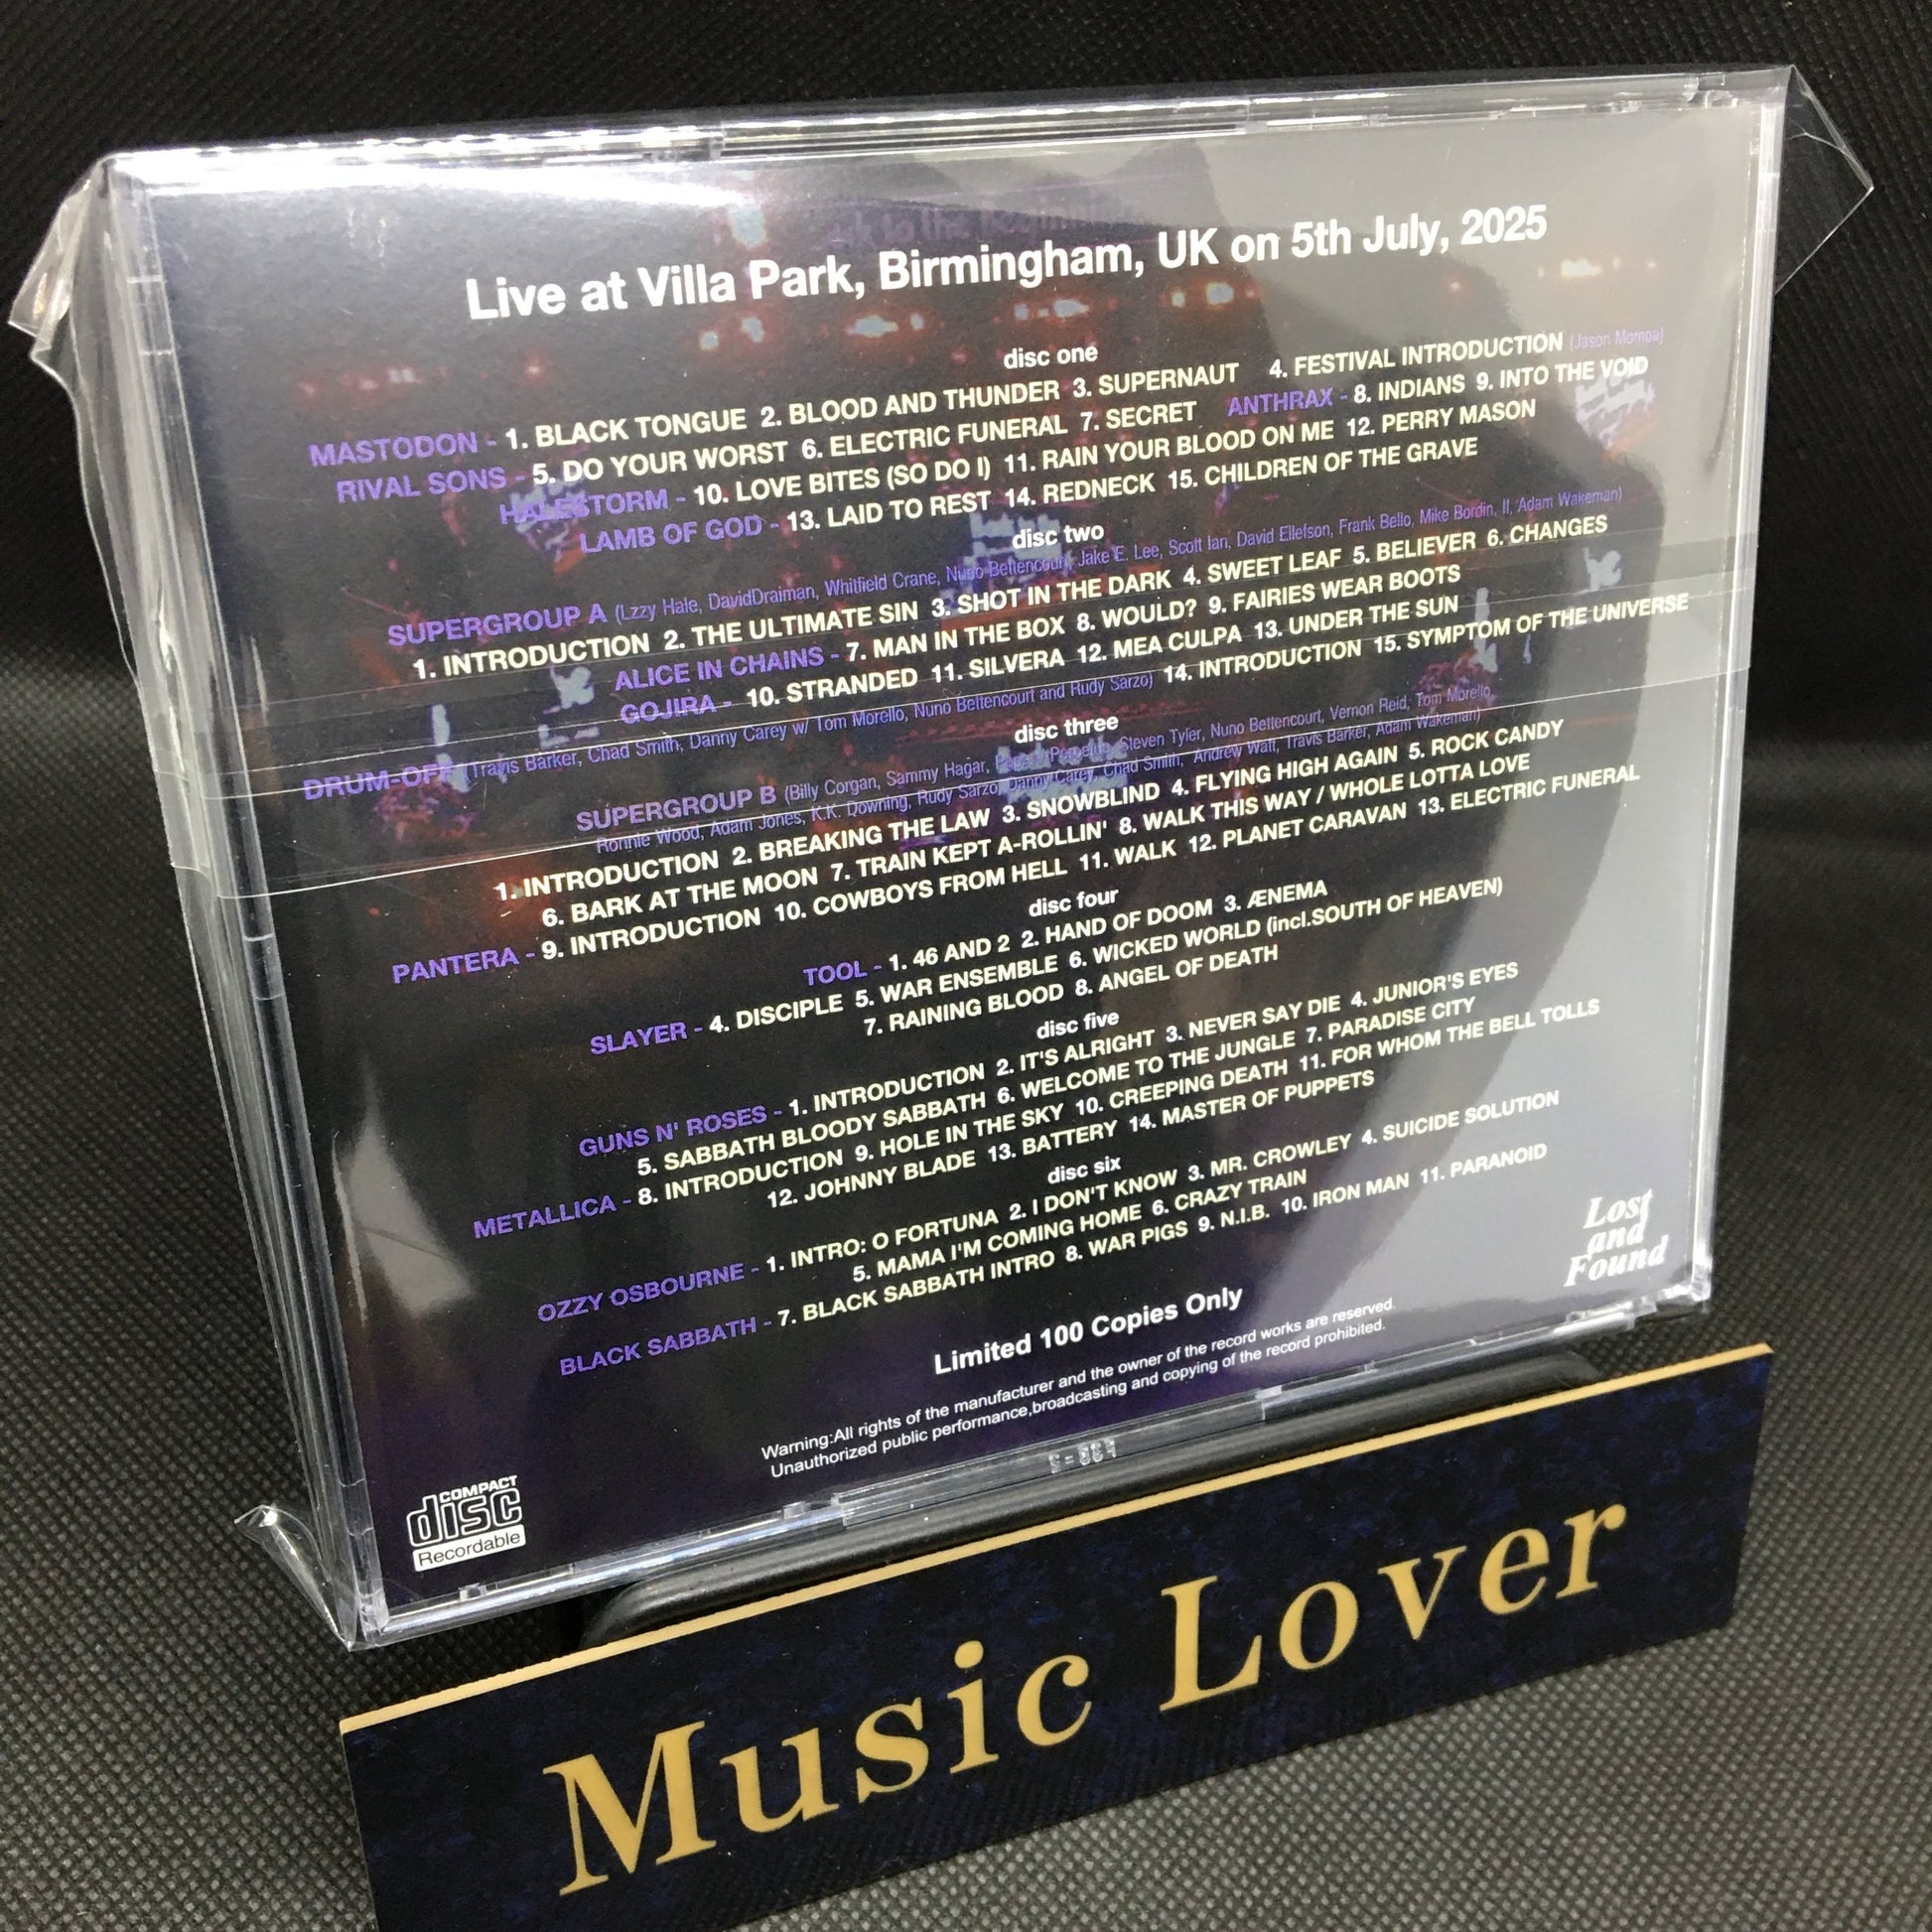 Back to the Beginning
Live at Villa Park, Birmingham, UK on 5th July, 2025
disc one
MASTODON - 1. BLACK TONGUE 2. BLOOD AND THUNDER 3. SUPERNAUT 4. FESTIVAL INTRODUCTION (Jason Momoa)
RIVAL SONS - 5. DO YOUR WORST 6. ELECTRIC FUNERAL 7. SECRET ANTHRAX - 8. INDIANS 9. INTO THE VOID
HALESTORM - 10. LOVE BITES (SO DO I) 11. RAIN YOUR BLOOD ON ME 12. PERRY MASON
LAMB OF GOD - 13. LAID TO REST 14. REDNECK 15. CHILDREN OF THE GRAVE
disc two
SUPERGROUP A (Lzzy Hale, DavidDraiman, Whitfield Crane, Nuno Bettencourt, Jake E. Lee, Scott Ian, David Ellefson, Frank Bello, Mike Bordin, II, Adam Wakeman)
1. INTRODUCTION 2. THE ULTIMATE SIN 3. SHOT IN THE DARK 4. SWEET LEAF 5. BELIEVER 6. CHANGES
ALICE IN CHAINS - 7. MAN IN THE BOX 8. WOULD? 9. FAIRIES WEAR BOOTS
GOJIRA - 10. STRANDED 11. SILVERA 12. MEA CULPA 13. UNDER THE SUN
DRUM-OFF (Travis Barker, Chad Smith, Danny Carey w/ Tom Morello, Nuno Bettencourt and Rudy Sarzo) 14. INTRODUCTION 15. SYMPTOM OF THE UNIVERSE
disc three
SUPERGROUP B (Billy Corgan, Sammy Hagar, Steven Tyler, Nuno Bettencourt, Vernon Reid, Tom Morello,
Ronnie Wood, Adam Jones, K.K. Downing, Rudy Sarzo, Danny Carey, Chad Smith, Andrew Watt, Travis Barker, Adam Wakeman)
1. INTRODUCTION 2. BREAKING THE LAW 3. SNOWBLIND 4. FLYING HIGH AGAIN 5. ROCK CANDY
6. BARK AT THE MOON 7. TRAIN KEPT A-ROLLIN' 8. WALK THIS WAY / WHOLE LOTTA LOVE
PANTERA - 9. INTRODUCTION 10. COWBOYS FROM HELL 11. WALK 12. PLANET CARAVAN 13. ELECTRIC FUNERAL
disc four
TOOL - 1. 46 AND 2 2. HAND OF DOOM 3. ÆNEMA
SLAYER - 4. DISCIPLE 5. WAR ENSEMBLE 6. WICKED WORLD (incl.SOUTH OF HEAVEN)
7. RAINING BLOOD 8. ANGEL OF DEATH
disc five
GUNS N' ROSES - 1. INTRODUCTION 2. IT'S ALRIGHT 3. NEVER SAY DIE 4. JUNIOR'S EYES
5. SABBATH BLOODY SABBATH 6. WELCOME TO THE JUNGLE 7. PARADISE CITY
METALLICA - 8. INTRODUCTION 9. HOLE IN THE SKY 10. CREEPING DEATH 11. FOR WHOM THE BELL TOLLS
12. JOHNNY BLADE 13. BATTERY 14. MASTER OF PUPPETS
disc six
OZZY OSBOURNE - 1. INTRO: O FORTUNA 2. I DON'T KNOW 3. MR. CROWLEY 4. SUICIDE SOLUTION
5. MAMA I'M COMING HOME 6. CRAZY TRAIN
BLACK SABBATH - 7. BLACK SABBATH INTRO 8. WAR PIGS 9. N.I.B. 10. IRON MAN 11. PARANOID
Lost
and
Found
Limited 100 Copies Only
Warning:All rights of the manufacturer and the owner of the record works are reserved.
Unauthorized public performance,broadcasting and copying of the record prohibited.
COMPACT
disc
Recordable
Music Lover